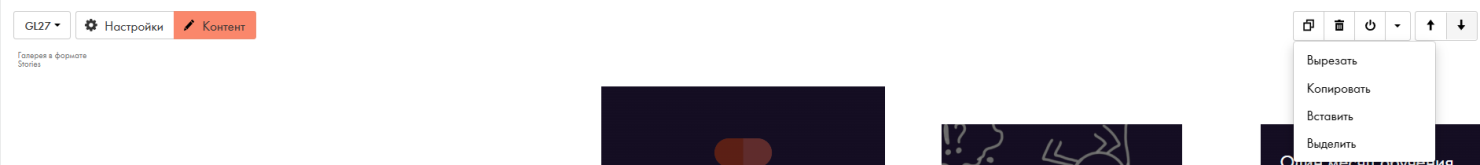 GL27 Настройки Контент
Галерея в формате
Stories
Вырезать
Копировать
Вставить
Выделить
!?